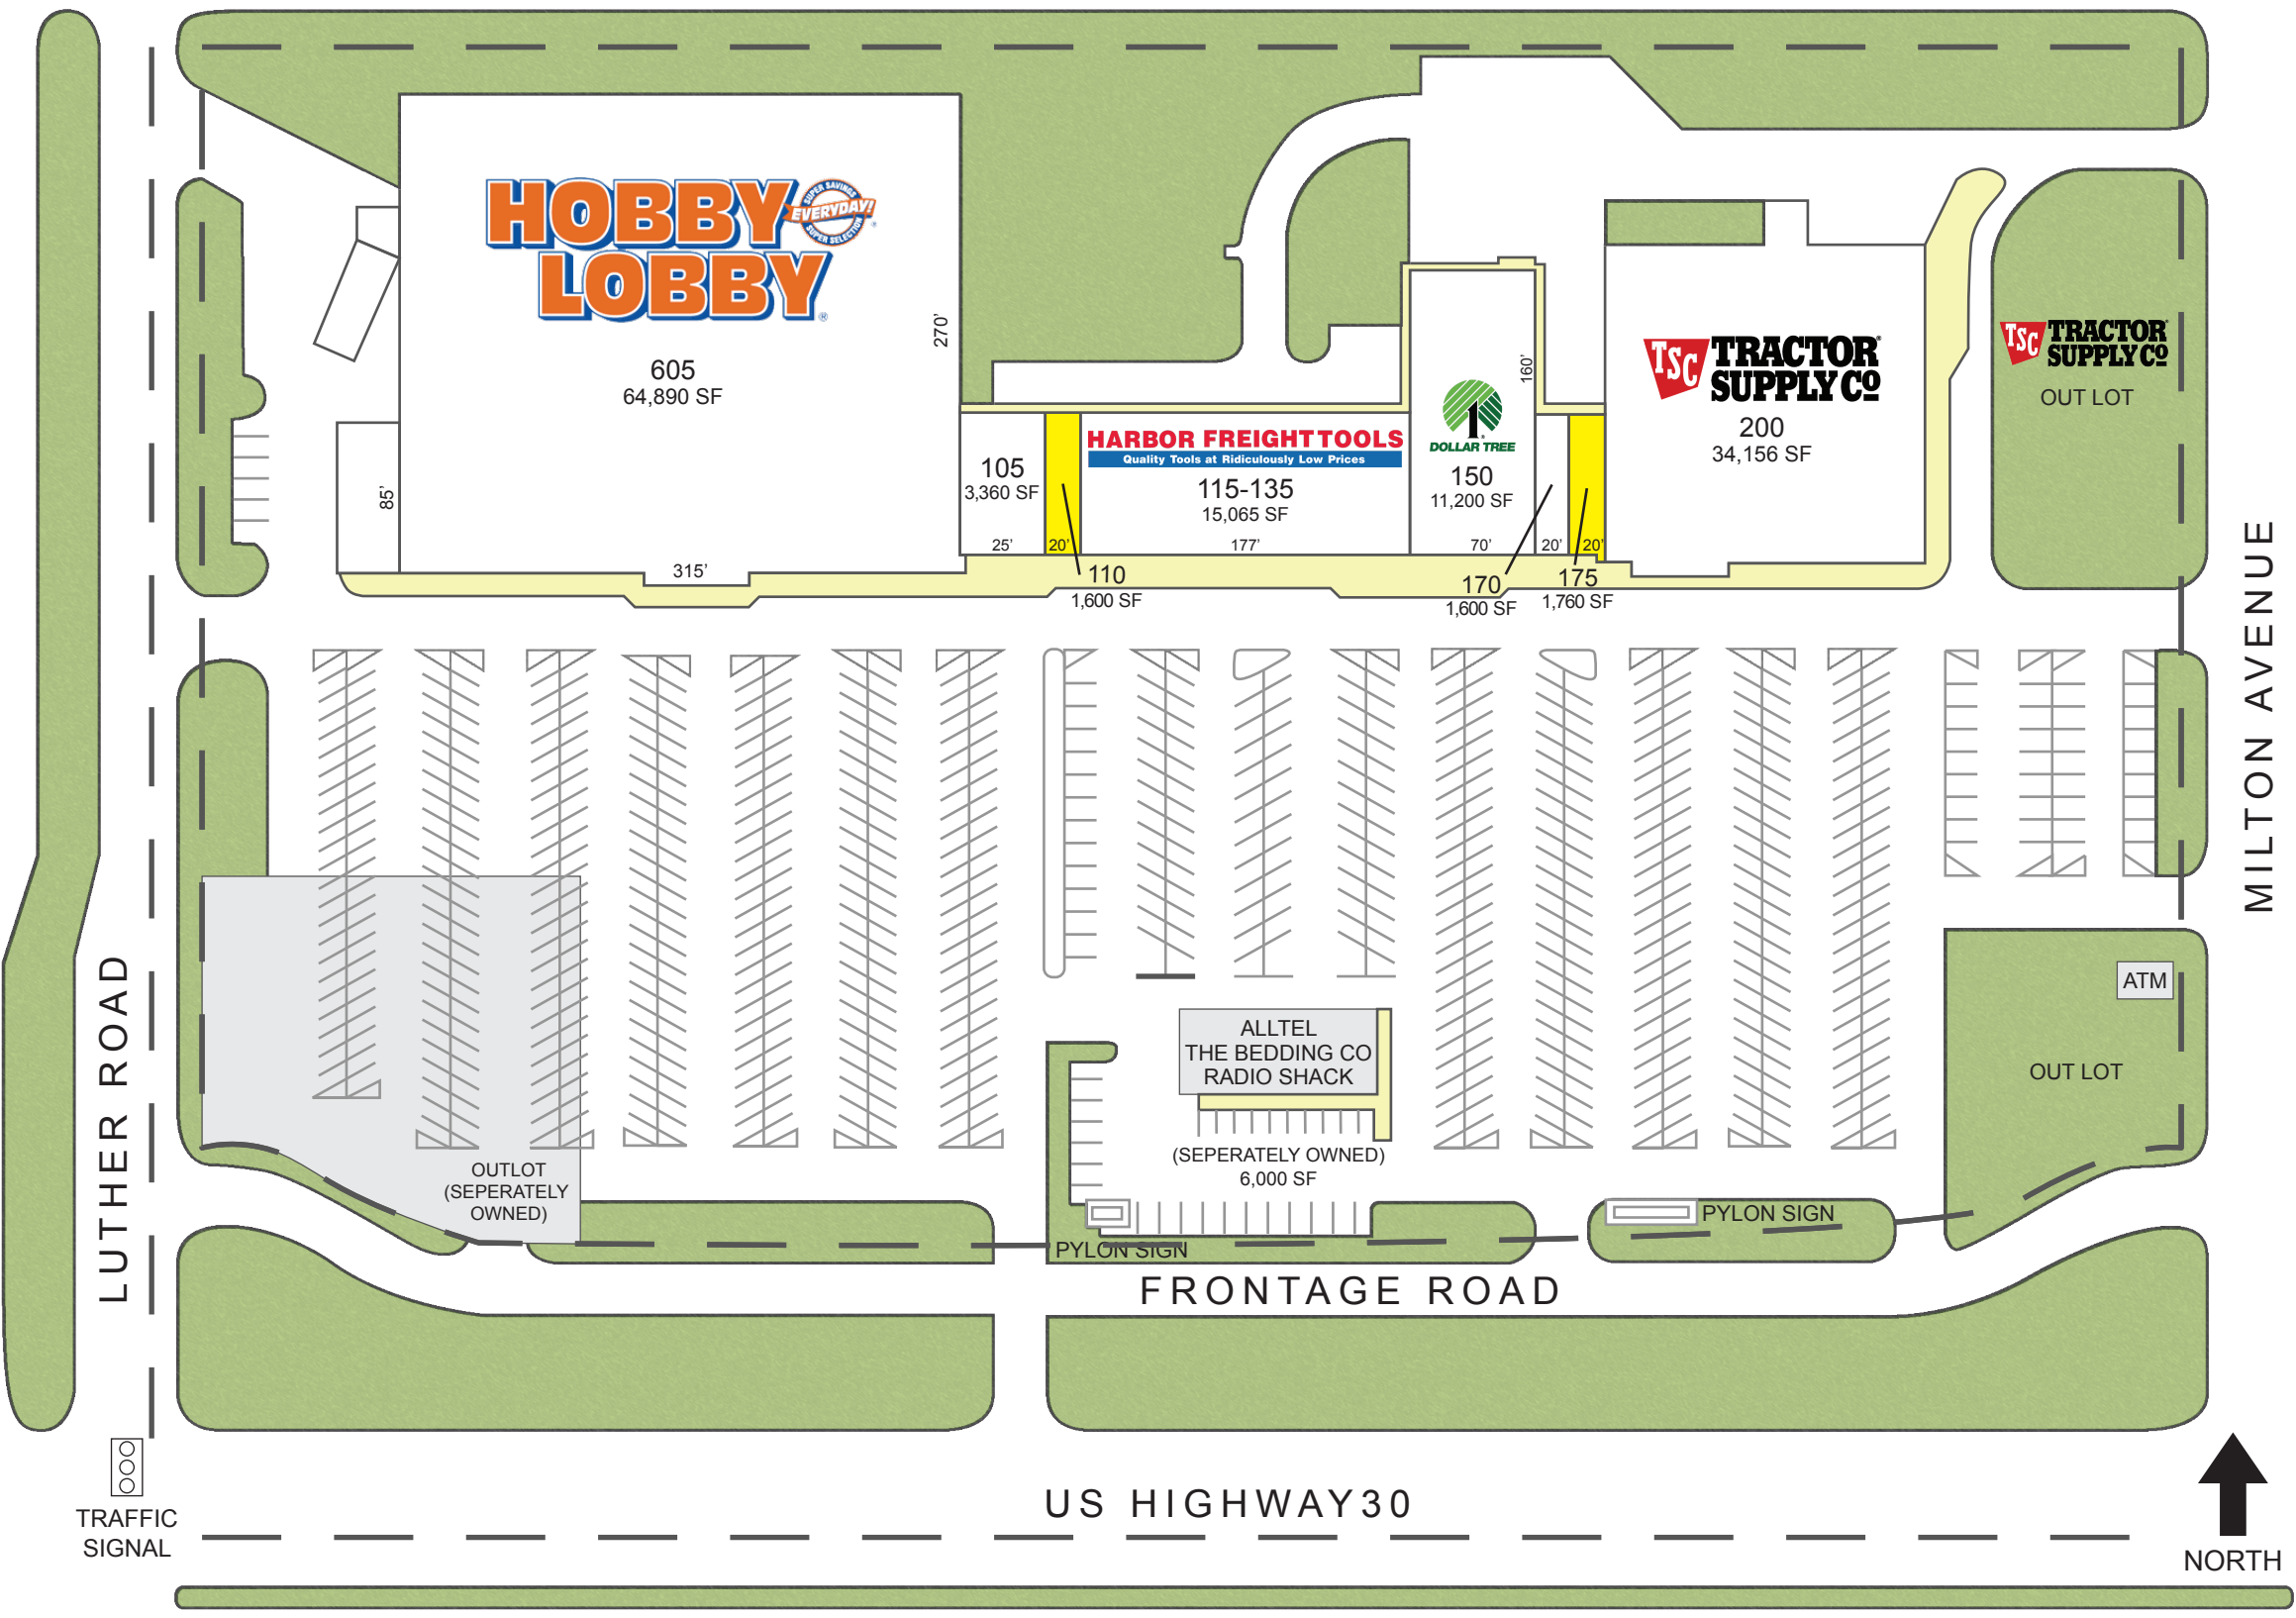 HOBBY
LOBBY
SUPER SAVINGS
EVERYDAY!
SUPER SELECTION
®
605
64,890 SF
270'
85'
315'
105
3,360 SF
25'
20'
110
1,600 SF
HARBOR FREIGHT TOOLS
Quality Tools at Ridiculously Low Prices
115-135
15,065 SF
177'
160'
1
DOLLAR TREE
150
11,200 SF
70'
20'
170
1,600 SF
20'
175
1,760 SF
TSC TRACTOR
SUPPLY CO
200
34,156 SF
TSC TRACTOR
SUPPLY CO
OUT LOT
MILTON AVENUE
LUTHER ROAD
ATM
OUT LOT
ALLTEL
THE BEDDING CO
RADIO SHACK
(SEPERATELY OWNED)
6,000 SF
OUTLOT
(SEPERATELY
OWNED)
PYLON SIGN
PYLON SIGN
FRONTAGE ROAD
US HIGHWAY30
TRAFFIC
SIGNAL
NORTH